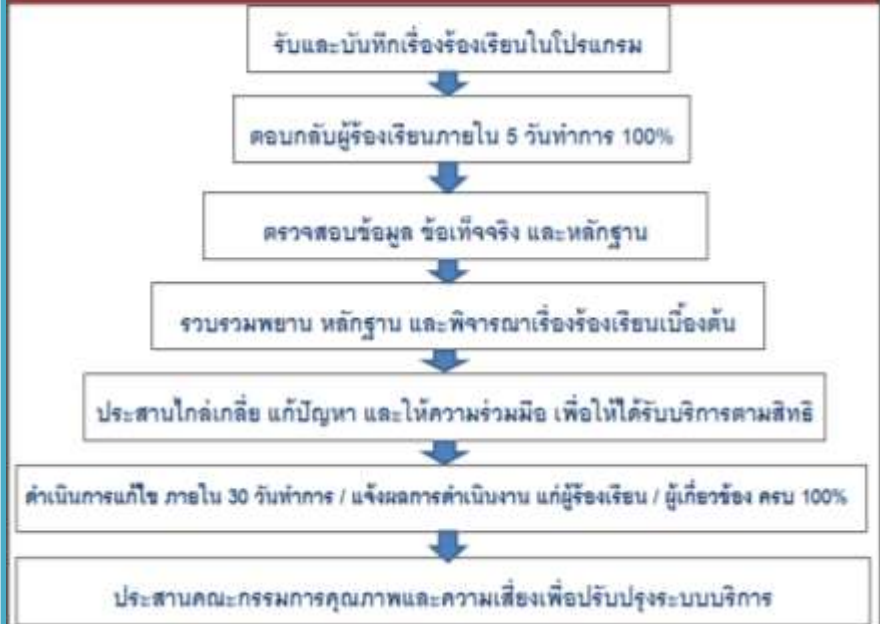 รับและบันทึกเรื่องร้องเรียนในโปรแกรม
ตอบกลับผู้ร้องเรียนภายใน 5 วันทำการ 100%
ตรวจสอบข้อมูล ข้อเท็จจริง และหลักฐาน
รวบรวมพยาน หลักฐาน และพิจารณาเรื่องร้องเรียนเบื้องต้น
ประสานไกล่เกลี่ย แก้ปัญหา และให้ความร่วมมือ เพื่อให้ได้รับบริการตามสิทธิ
ดำเนินการแก้ไข ภายใน 30 วันทำการ / แจ้งผลการดำเนินงาน แก่ผู้ร้องเรียน / ผู้เกี่ยวข้อง ครบ 100%
ประสานคณะกรรมการคุณภาพและความเสี่ยงเพื่อปรับปรุงระบบบริการ